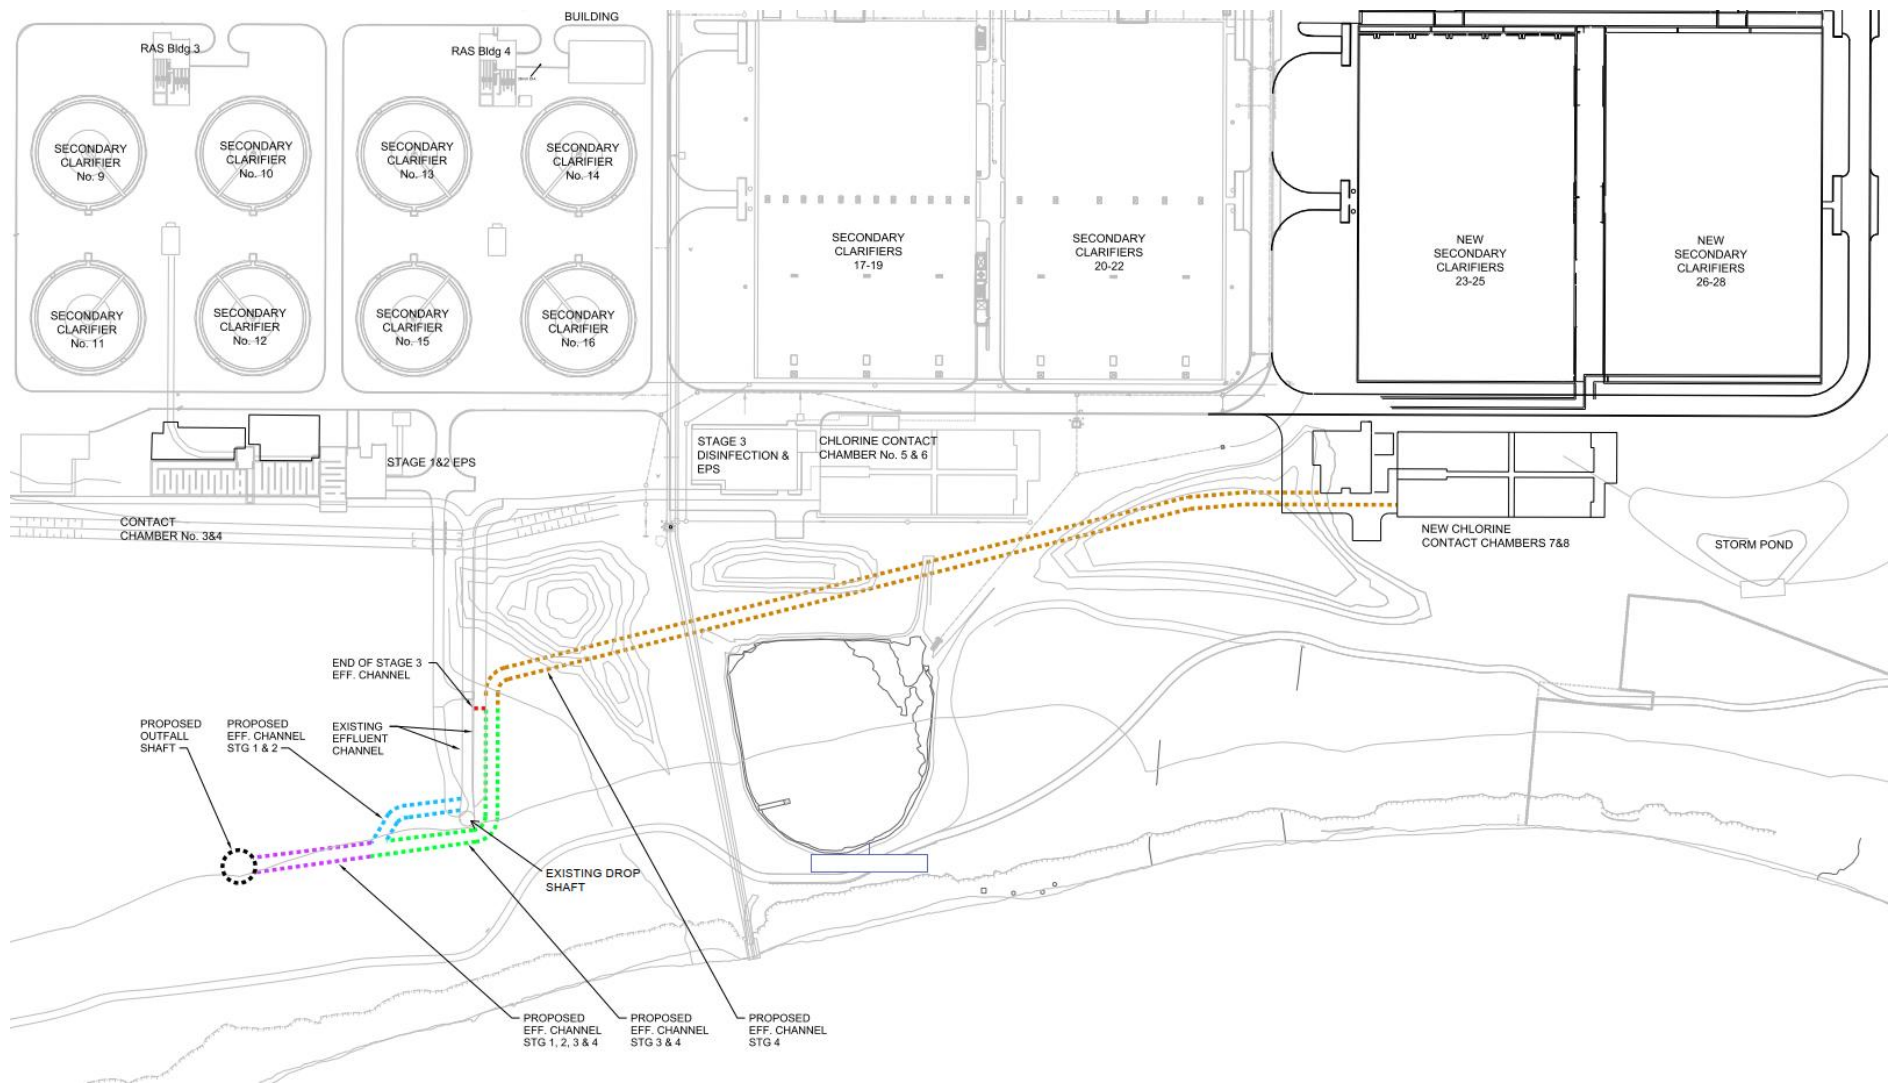 BUILDING
RAS Bldg 3
RAS Bldg 4
SECONDARY
CLARIFIER
No. 9
SECONDARY
CLARIFIER
No. 10
SECONDARY
CLARIFIER
No. 13
SECONDARY
CLARIFIER
No. 14
SECONDARY
CLARIFIERS
17-19
SECONDARY
CLARIFIERS
20-22
NEW
SECONDARY
CLARIFIERS
23-25
NEW
SECONDARY
CLARIFIERS
26-28
SECONDARY
CLARIFIER
No. 11
SECONDARY
CLARIFIER
No. 12
SECONDARY
CLARIFIER
No. 15
SECONDARY
CLARIFIER
No. 16
STAGE 1&2 EPS
STAGE 3
DISINFECTION &
EPS
CHLORINE CONTACT
CHAMBER No. 5 & 6
CONTACT
CHAMBER No. 3&4
NEW CHLORINE
CONTACT CHAMBERS 7&8
STORM POND
END OF STAGE 3
EFF. CHANNEL
PROPOSED
OUTFALL
SHAFT
PROPOSED
EFF. CHANNEL
STG 1 & 2
EXISTING
EFFLUENT
CHANNEL
EXISTING DROP
SHAFT
PROPOSED
EFF. CHANNEL
STG 1, 2, 3 & 4
PROPOSED
EFF. CHANNEL
STG 3 & 4
PROPOSED
EFF. CHANNEL
STG 4